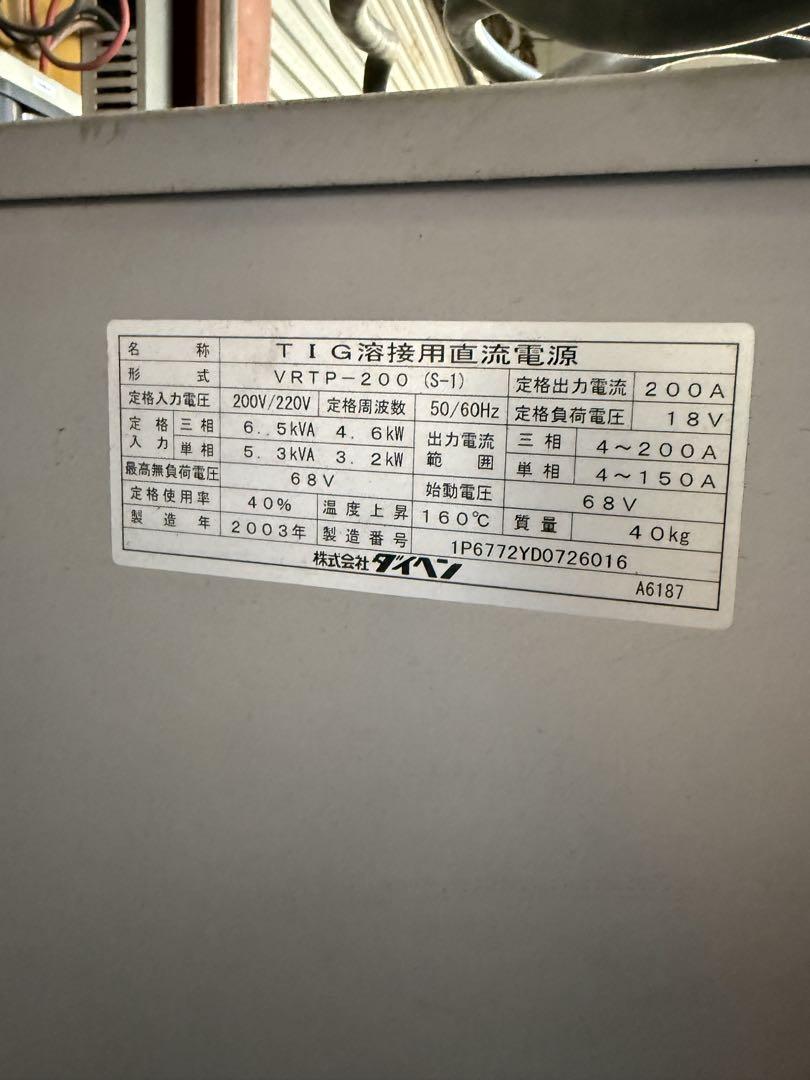 名 称 TIG溶接用直流電源
形 式 VRTP-200 (S-1) 定格出力電流 200A
定格入力電圧 200V/220V 定格周波数 50/60Hz 定格負荷電圧 18V
定格入力 三相 6.5kVA 4.6kW 出力電流範囲 三相 4～200A
単相 5.3kVA 3.2kW 単相 4～150A
最高無負荷電圧 68V 始動電圧 68V
定格使用率 40% 温度上昇 160℃ 質量 40kg
製造年 2003年 製造番号 1P6772YD0726016
株式会社ダイヘン
A6187